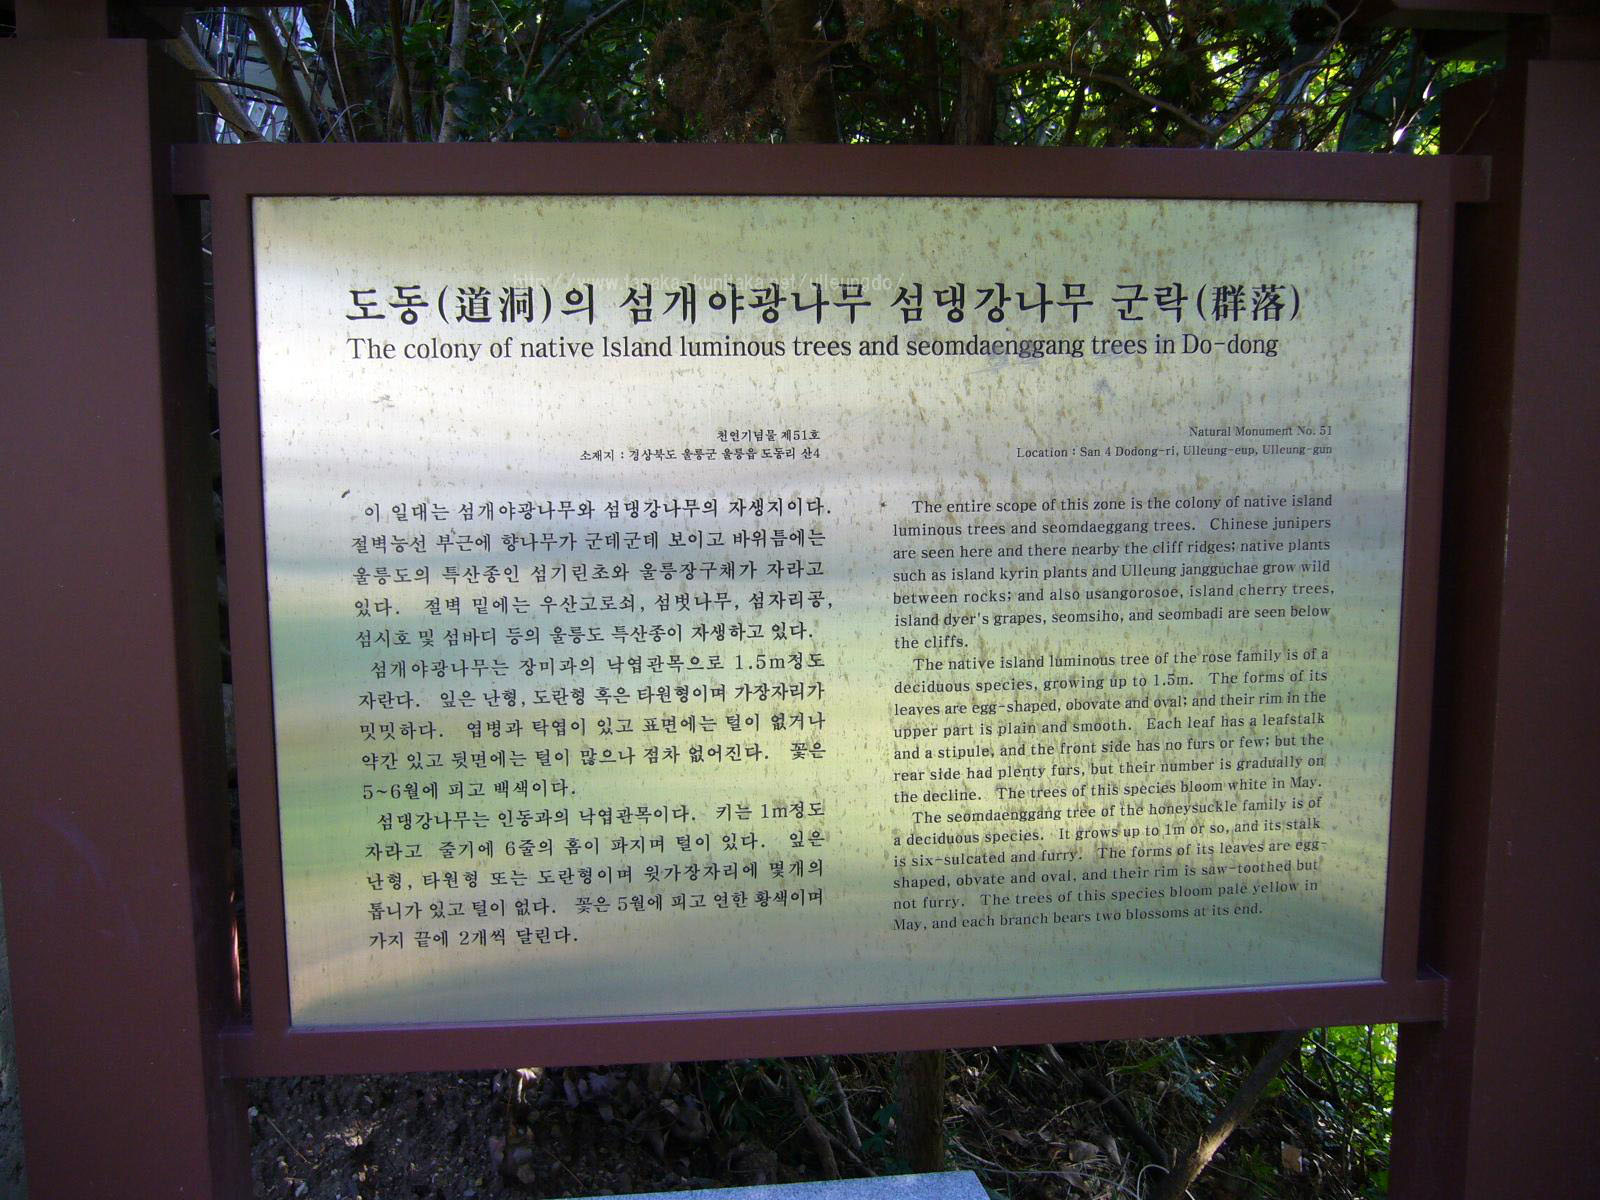 http://www.tanaka-kunitaka.net/ulleungdo/
도동(道洞)의 섬개야광나무 섬댕강나무 군락(群落)
The colony of native lsland luminous trees and seomdaenggang trees in Do-dong
천연기념물 제51호
소재지 : 경상북도 울릉군 울릉읍 도동리 산4
이 일대는 섬개야광나무와 섬댕강나무의 자생지이다.
절벽능선 부근에 향나무가 군데군데 보이고 바위틈에는
울릉도의 특산종인 섬기린초와 울릉장구채가 자라고
있다. 절벽 밑에는 우산고로쇠, 섬벗나무, 섬자리공,
섬시호 및 섬바디 등의 울릉도 특산종이 자생하고 있다.
섬개야광나무는 장미과의 낙엽관목으로 1.5m정도
자란다. 잎은 난형, 도란형 혹은 타원형이며 가장자리가
밋밋하다. 엽병과 탁엽이 있고 표면에는 털이 없거나
약간 있고 뒷면에는 털이 많으나 점차 없어진다. 꽃은
5~6월에 피고 백색이다.
섬댕강나무는 인동과의 낙엽관목이다. 키는 1m정도
자라고 줄기에 6줄의 홈이 파지며 털이 있다. 잎은
난형, 타원형 또는 도란형이며 윗가장자리에 몇개의
톱니가 있고 털이 없다. 꽃은 5월에 피고 연한 황색이며
가지 끝에 2개씩 달린다.
Natural Monument No. 51
Location : San 4 Dodong-ri, Ulleung-eup, Ulleung-gun
The entire scope of this zone is the colony of native island
luminous trees and seomdaeggang trees. Chinese junipers
are seen here and there nearby the cliff ridges; native plants
such as island kyrin plants and Ulleung jangguchae grow wild
between rocks; and also usangorosoe, island cherry trees,
island dyer's grapes, seomsiho, and seombadi are seen below
the cliffs.
The native island luminous tree of the rose family is of a
deciduous species, growing up to 1.5m. The forms of its
leaves are egg-shaped, obovate and oval; and their rim in the
upper part is plain and smooth. Each leaf has a leafstalk
and a stipule, and the front side has no furs or few; but the
rear side had plenty furs, but their number is gradually on
the decline. The trees of this species bloom white in May.
The seomdaenggang tree of the honeysuckle family is of
a deciduous species. It grows up to 1m or so, and its stalk
is six-sulcated and furry. The forms of its leaves are egg-
shaped, obvate and oval, and their rim is saw-toothed but
not furry. The trees of this species bloom pale yellow in
May, and each branch bears two blossoms at its end.